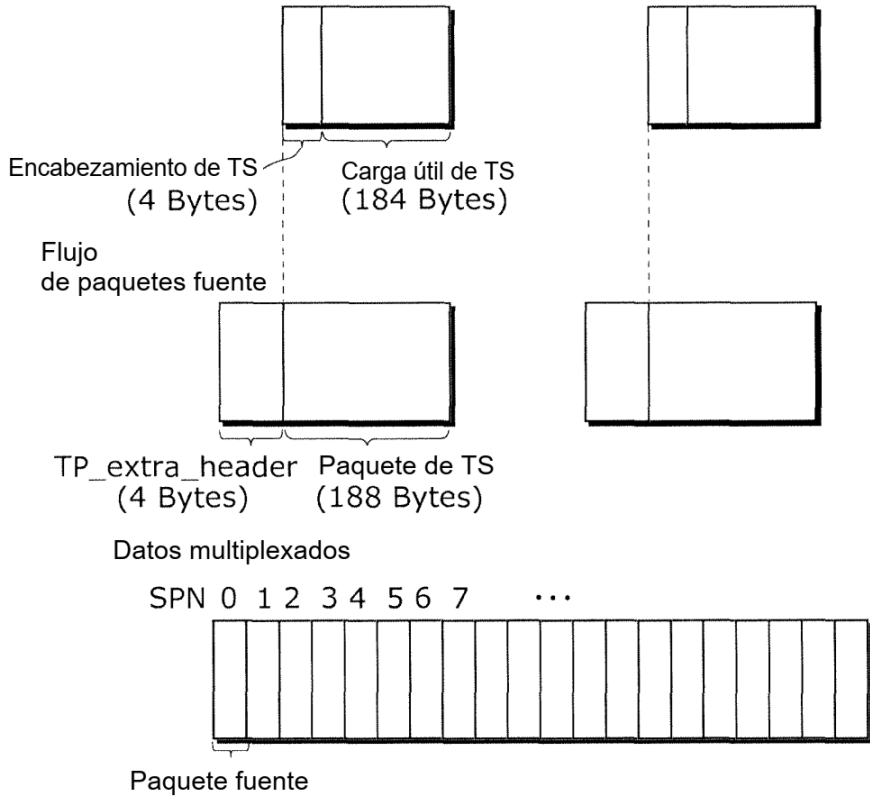 Encabezamiento de TS
(4 Bytes)
Carga útil de TS
(184 Bytes)
Flujo
de paquetes fuente
TP_extra_header
(4 Bytes)
Paquete de TS
(188 Bytes)
Datos multiplexados
SPN 0 1 2 3 4 5 6 7 ...
Paquete fuente